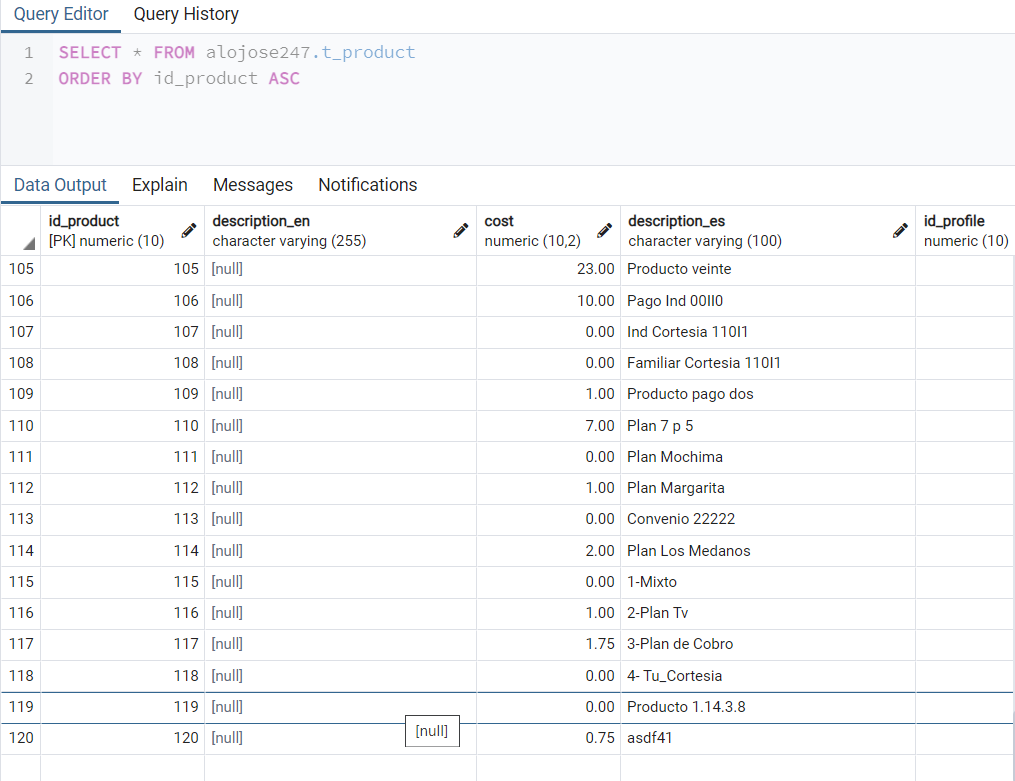 Query Editor Query History
1 SELECT * FROM alojose247.t_product
2 ORDER BY id_product ASC
Data Output Explain Messages Notifications
id_product description_en cost description_es id_profile
[PK] numeric (10) character varying (255) numeric (10,2) character varying (100) numeric (10)
105 105 [null] 23.00 Producto veinte
106 106 [null] 10.00 Pago Ind 00II0
107 107 [null] 0.00 Ind Cortesia 110I1
108 108 [null] 0.00 Familiar Cortesia 110I1
109 109 [null] 1.00 Producto pago dos
110 110 [null] 7.00 Plan 7 p 5
111 111 [null] 0.00 Plan Mochima
112 112 [null] 1.00 Plan Margarita
113 113 [null] 0.00 Convenio 22222
114 114 [null] 2.00 Plan Los Medanos
115 115 [null] 0.00 1-Mixto
116 116 [null] 1.00 2-Plan Tv
117 117 [null] 1.75 3-Plan de Cobro
118 118 [null] 0.00 4- Tu_Cortesia
119 119 [null] 0.00 Producto 1.14.3.8
[null]
120 120 [null] 0.75 asdf41